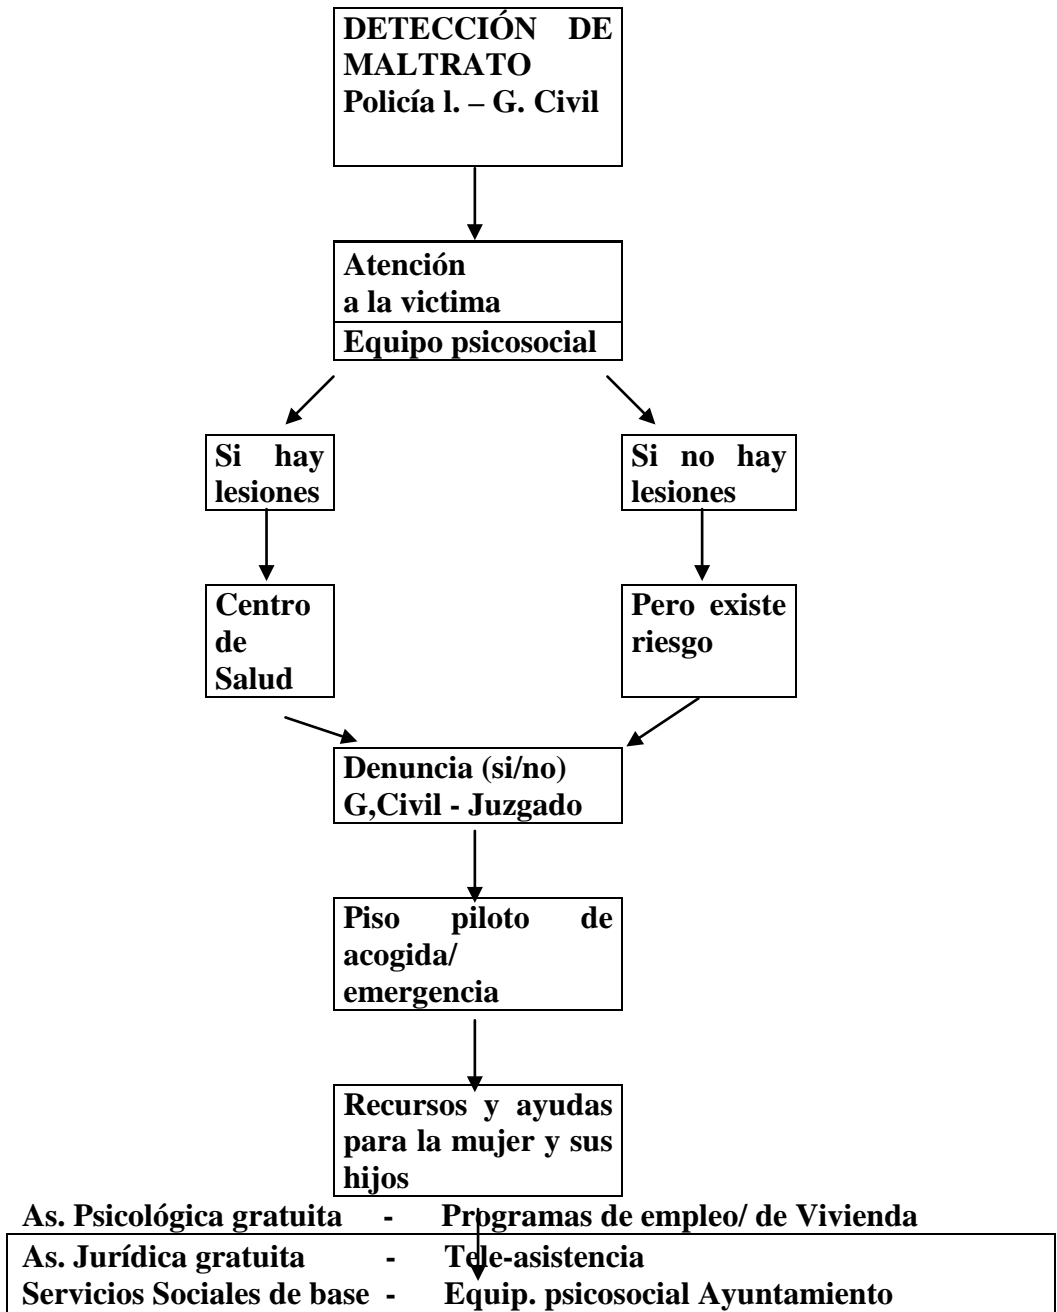 DETECCIÓN DE
MALTRATO
Policía l. – G. Civil
Atención
a la victima
Equipo psicosocial
Si hay
lesiones
Si no hay
lesiones
Centro
de
Salud
Pero existe
riesgo
Denuncia (si/no)
G,Civil - Juzgado
Piso piloto de
acogida/
emergencia
Recursos y ayudas
para la mujer y sus
hijos
As. Psicológica gratuita - Programas de empleo/ de Vivienda
As. Jurídica gratuita - Tele-asistencia
Servicios Sociales de base - Equip. psicosocial Ayuntamiento